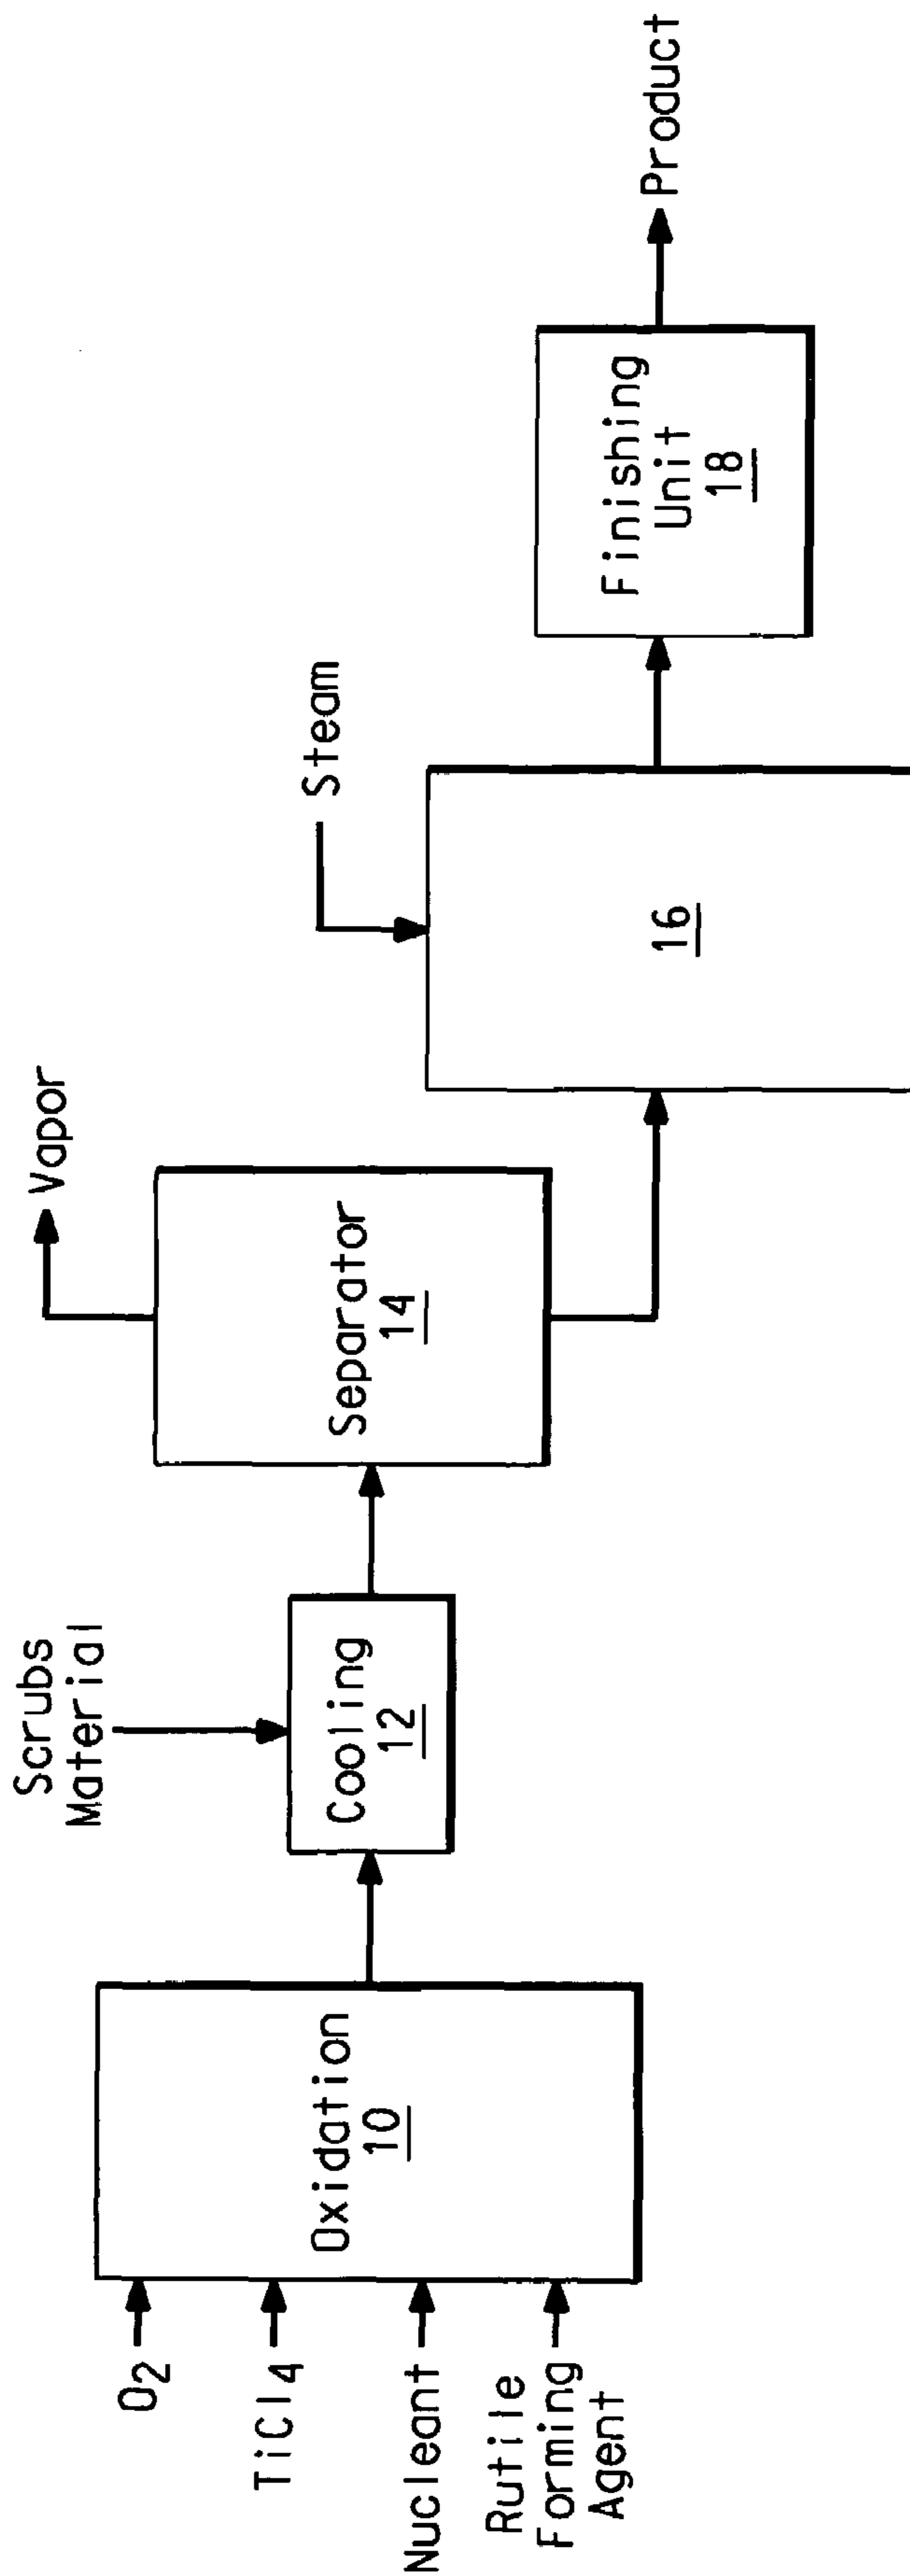 O2
TiCl4
Nucleant
Rutile
Forming
Agent
Oxidation
10
Scrubs
Material
Cooling
12
Separator
14
Vapor
Steam
16
Finishing
Unit
18
Product